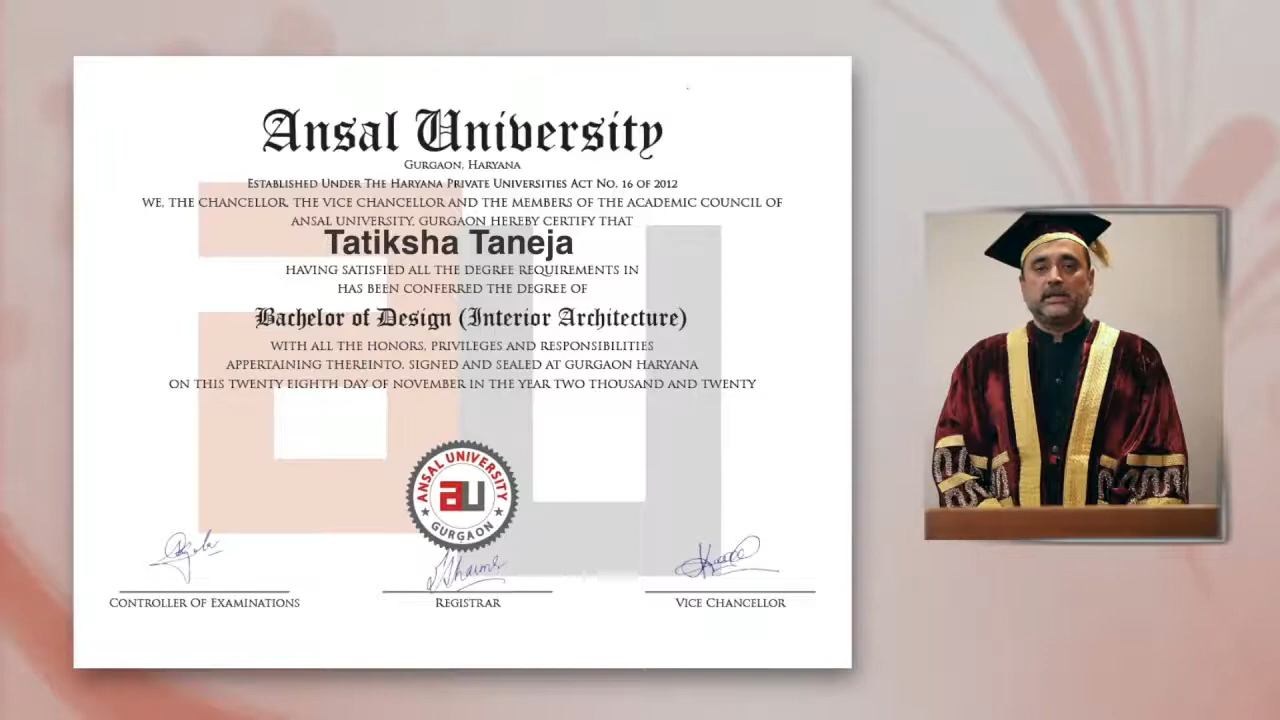 Ansal University
GURGAON, HARYANA
ESTABLISHED UNDER THE HARYANA PRIVATE UNIVERSITIES ACT NO. 16 OF 2012
WE, THE CHANCELLOR, THE VICE CHANCELLOR AND THE MEMBERS OF THE ACADEMIC COUNCIL OF
ANSAL UNIVERSITY, GURGAON HEREBY CERTIFY THAT
Tatiksha Taneja
HAVING SATISFIED ALL THE DEGREE REQUIREMENTS IN
HAS BEEN CONFERRED THE DEGREE OF
Bachelor of Design (Interior Architecture)
WITH ALL THE HONORS, PRIVILEGES AND RESPONSIBILITIES
APPERTAINING THEREINTO, SIGNED AND SEALED AT GURGAON HARYANA
ON THIS TWENTY EIGHTH DAY OF NOVEMBER IN THE YEAR TWO THOUSAND AND TWENTY
ANSAL UNIVERSITY
au
GURGAON
CONTROLLER OF EXAMINATIONS
REGISTRAR
VICE CHANCELLOR